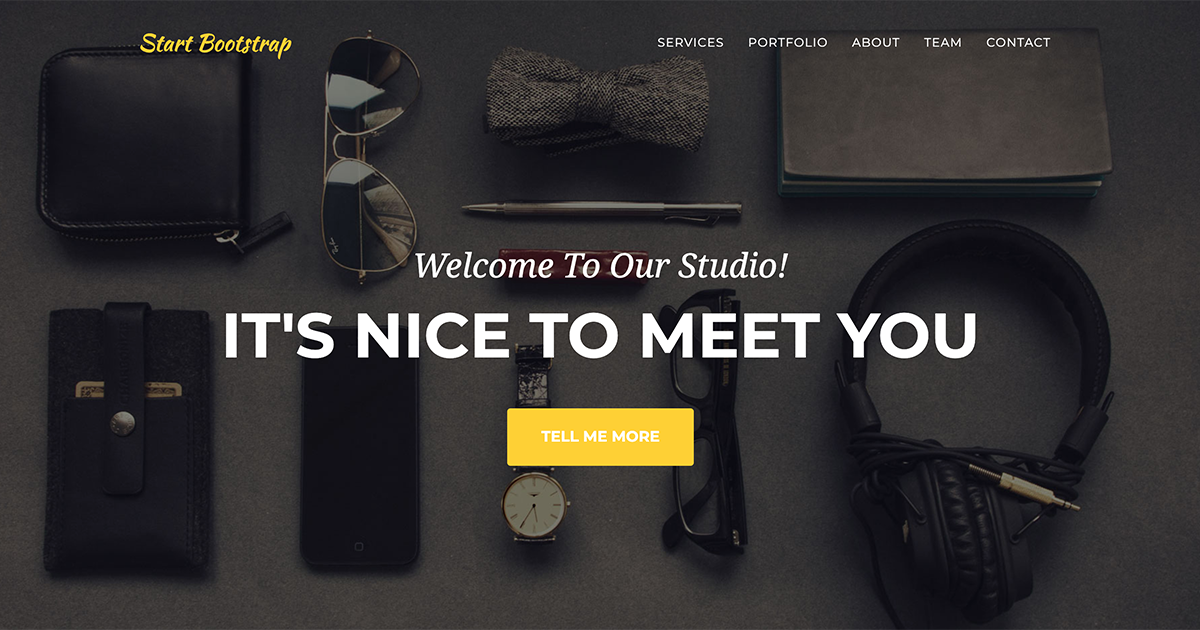 Start Bootstrap
SERVICES PORTFOLIO ABOUT TEAM CONTACT
Welcome To Our Studio!
IT'S NICE TO MEET YOU
TELL ME MORE